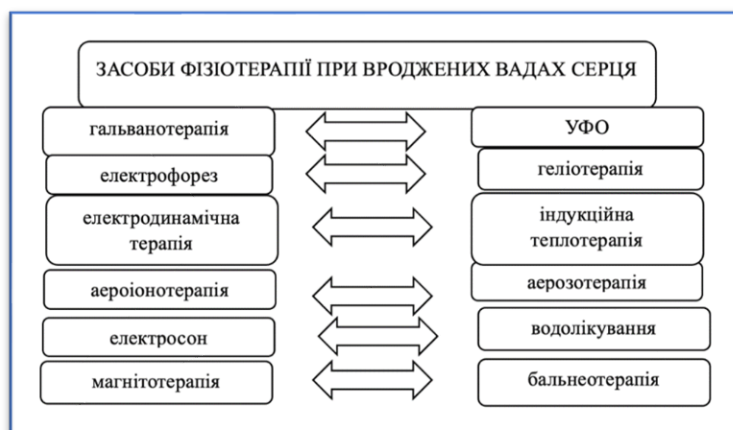 ЗАСОБИ ФІЗІОТЕРАПІЇ ПРИ ВРОДЖЕНИХ ВАДАХ СЕРЦЯ
гальванотерапія
УФО
електрофорез
геліотерапія
електродинамічна
терапія
індукційна
теплотерапія
аероіонотерапія
аерозотерапія
електросон
водолікування
магнітотерапія
бальнеотерапія